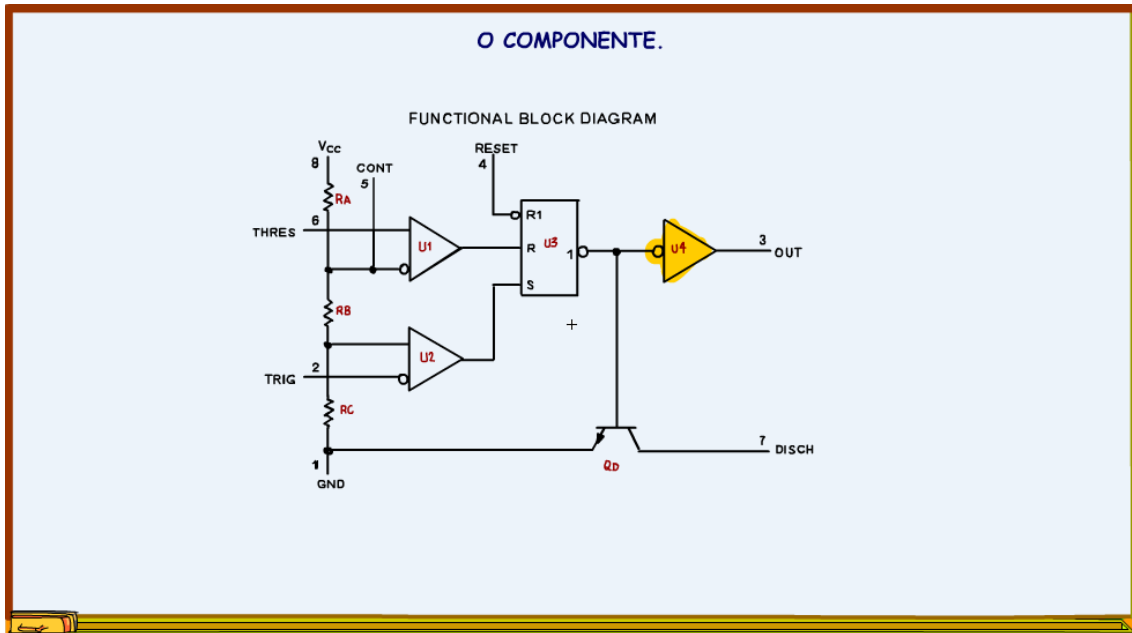 O COMPONENTE.
FUNCTIONAL BLOCK DIAGRAM
VCC
8
CONT
5
RESET
4
RA
6
THRES
U1
R1
R
U3
1
S
U4
3
OUT
RB
2
TRIG
U2
RC
1
GND
QD
7
DISCH